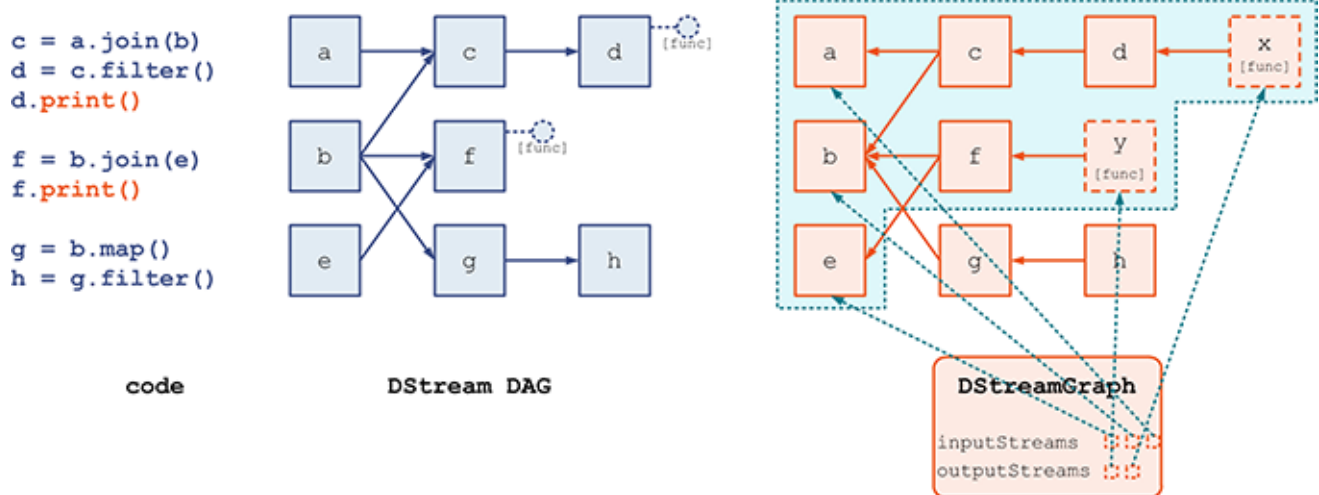 c = a.join(b)
d = c.filter()
d.print()
f = b.join(e)
f.print()
g = b.map()
h = g.filter()
code
a
c
d
[func]
b
f
[func]
e
g
h
DStream DAG
a
c
d
x
[func]
b
f
y
[func]
e
g
h
DStreamGraph
inputStreams
outputStreams